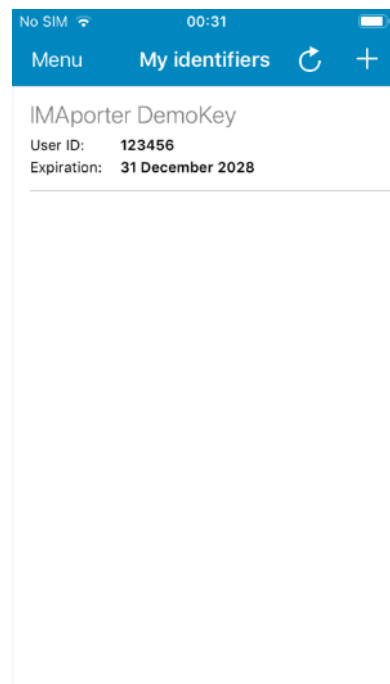 No SIM 00:31
Menu My identifiers
IMAporter DemoKey
User ID: 123456
Expiration: 31 December 2028